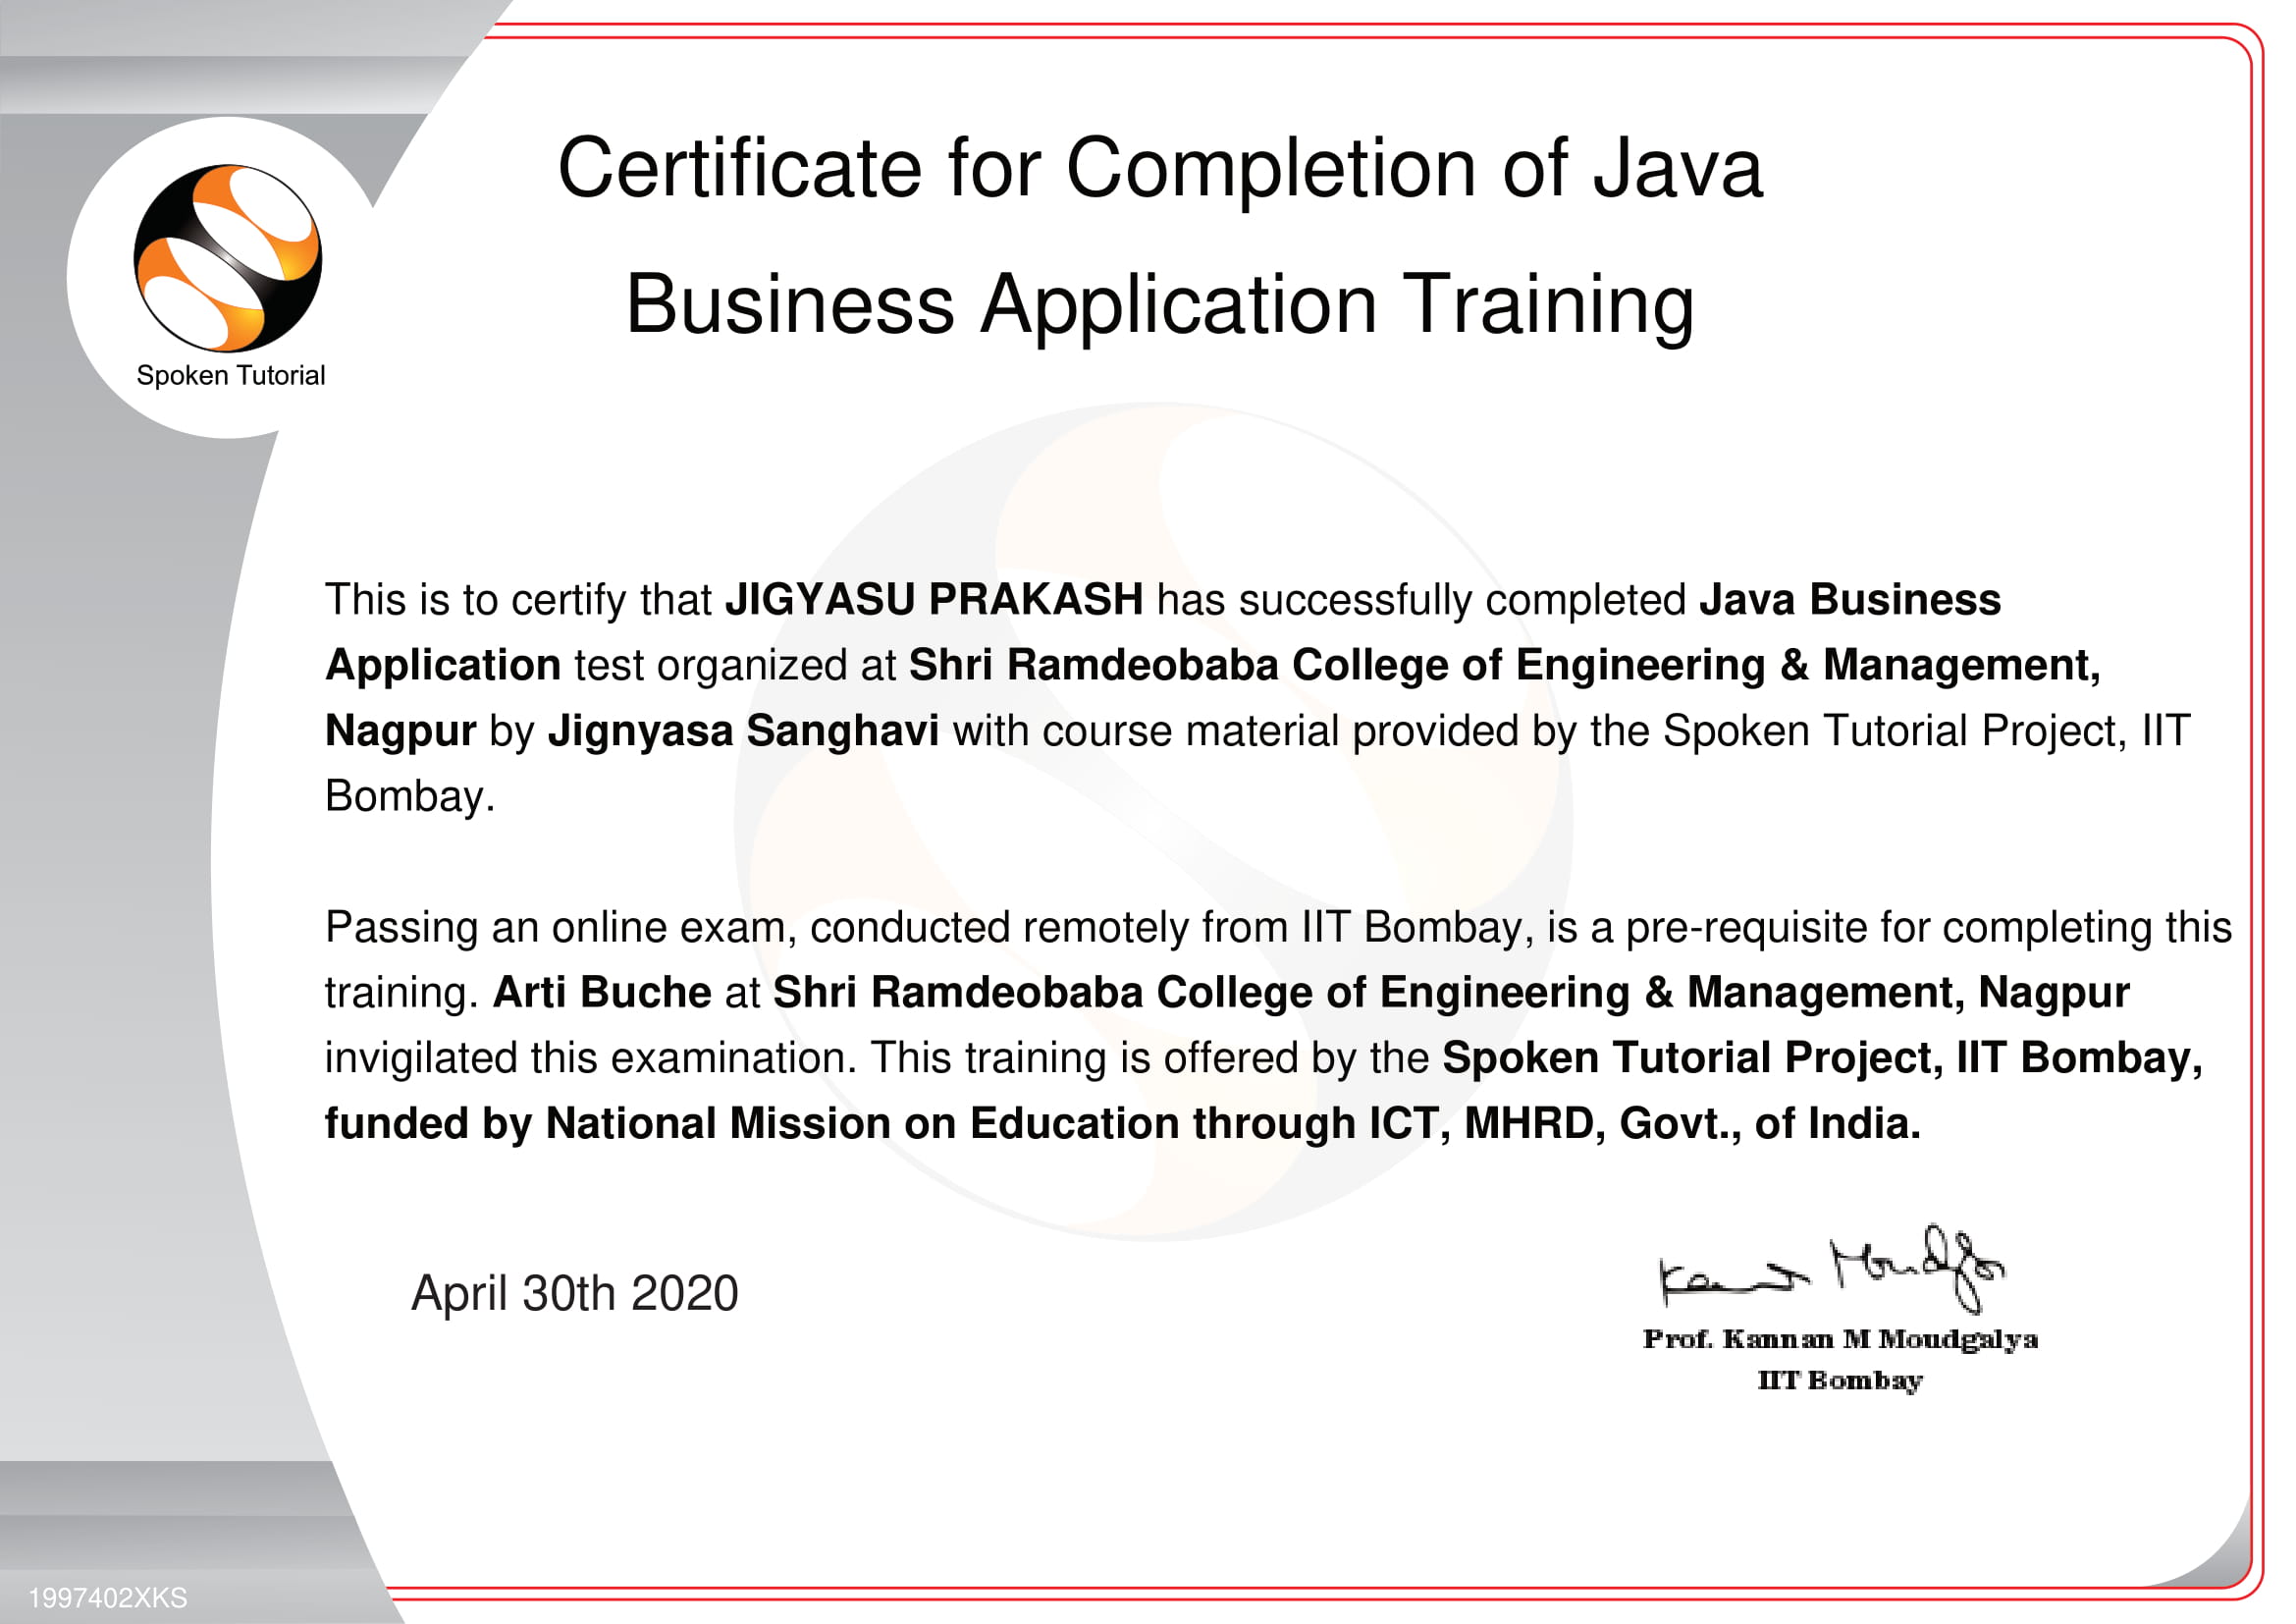 Certificate for Completion of Java
Business Application Training
Spoken Tutorial
This is to certify that JIGYASU PRAKASH has successfully completed Java Business
Application test organized at Shri Ramdeobaba College of Engineering & Management,
Nagpur by Jignyasa Sanghavi with course material provided by the Spoken Tutorial Project, IIT
Bombay.
Passing an online exam, conducted remotely from IIT Bombay, is a pre-requisite for completing this
training. Arti Buche at Shri Ramdeobaba College of Engineering & Management, Nagpur
invigilated this examination. This training is offered by the Spoken Tutorial Project, IIT Bombay,
funded by National Mission on Education through ICT, MHRD, Govt., of India.
April 30th 2020
Prof. Kannan M Moudgalya
IIT Bombay
1997402XKS